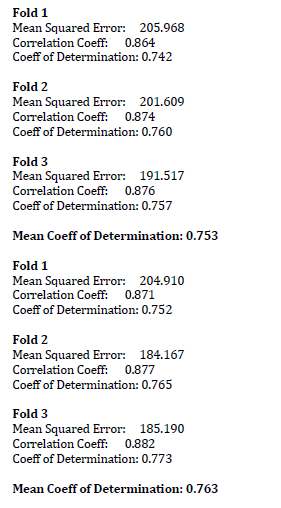 Fold 1
Mean Squared Error: 205.968
Correlation Coeff: 0.864
Coeff of Determination: 0.742
Fold 2
Mean Squared Error: 201.609
Correlation Coeff: 0.874
Coeff of Determination: 0.760
Fold 3
Mean Squared Error: 191.517
Correlation Coeff: 0.876
Coeff of Determination: 0.757
Mean Coeff of Determination: 0.753
Fold 1
Mean Squared Error: 204.910
Correlation Coeff: 0.871
Coeff of Determination: 0.752
Fold 2
Mean Squared Error: 184.167
Correlation Coeff: 0.877
Coeff of Determination: 0.765
Fold 3
Mean Squared Error: 185.190
Correlation Coeff: 0.882
Coeff of Determination: 0.773
Mean Coeff of Determination: 0.763